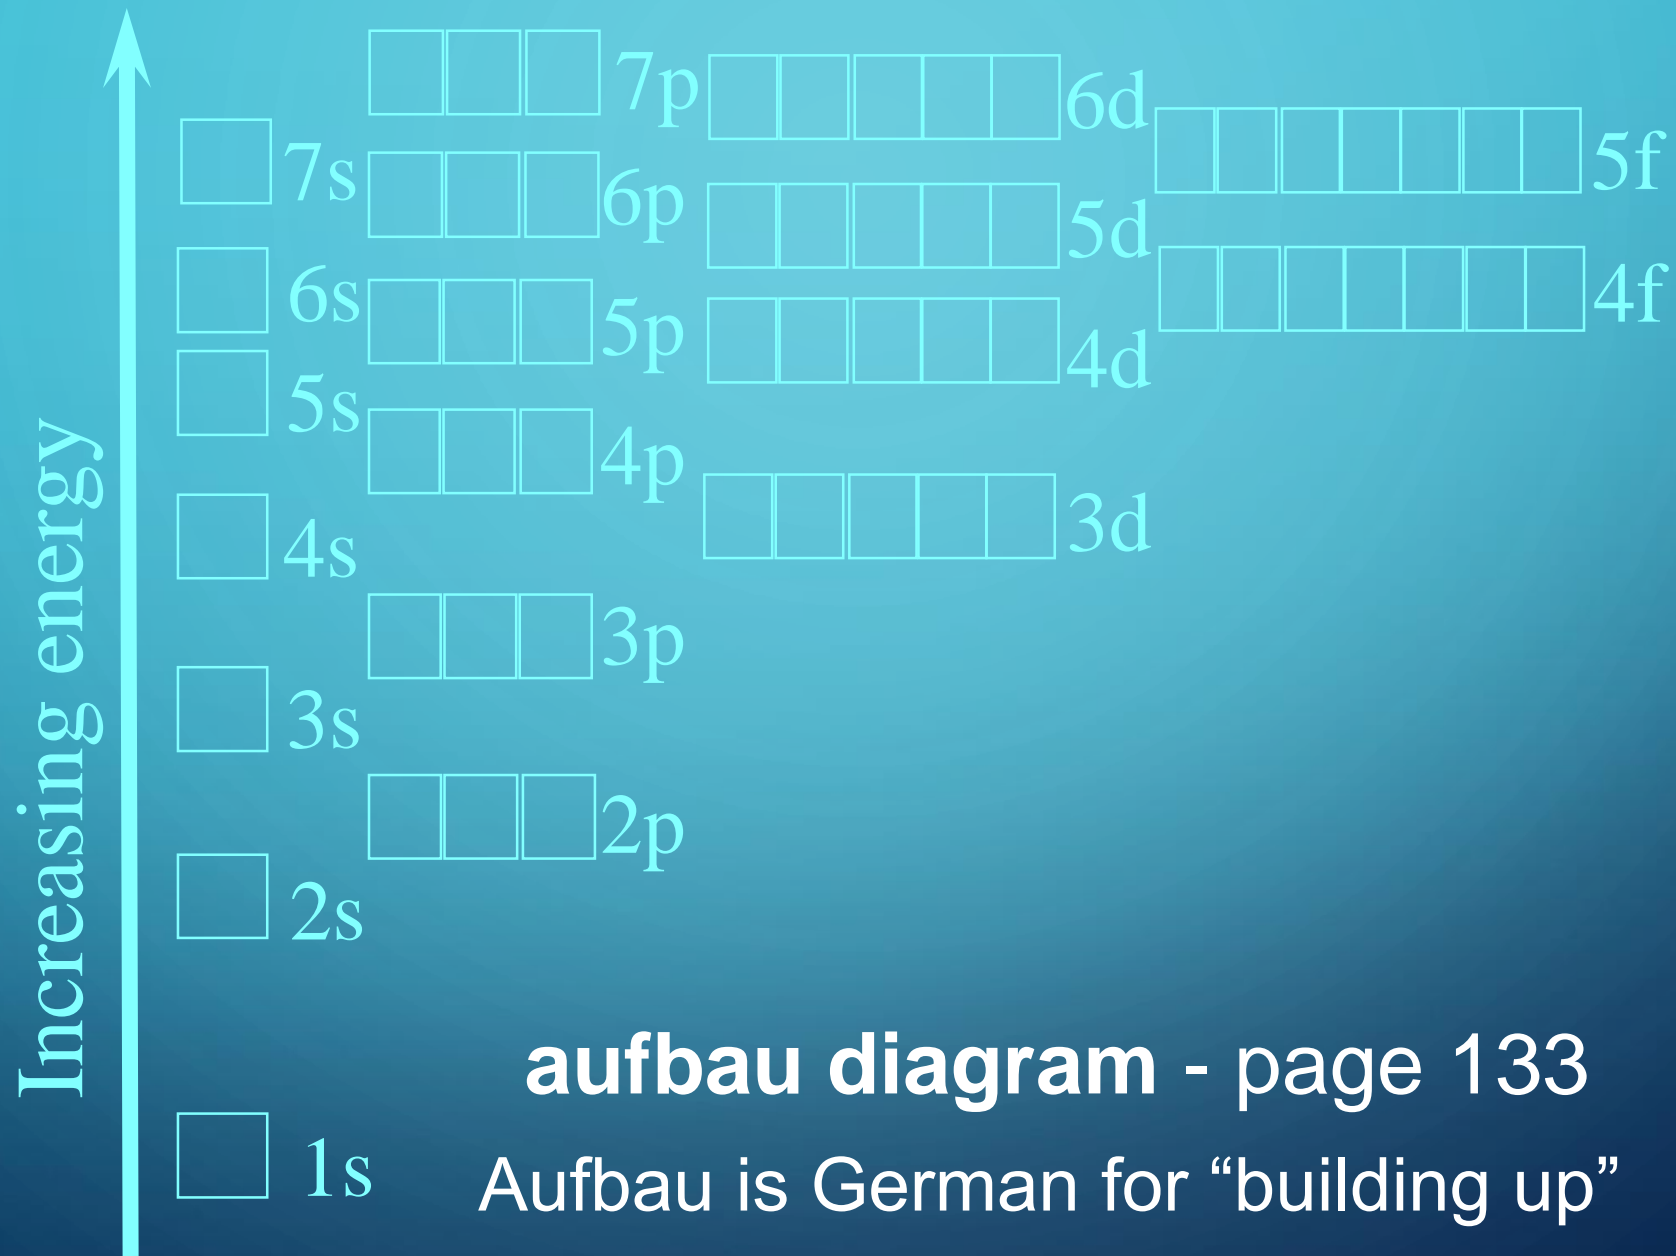 7p
6d
7s
5f
6p
5d
6s
4f
5p
4d
5s
4p
3d
4s
3p
3s
2p
2s
1s
Increasing energy
aufbau diagram - page 133
Aufbau is German for “building up”